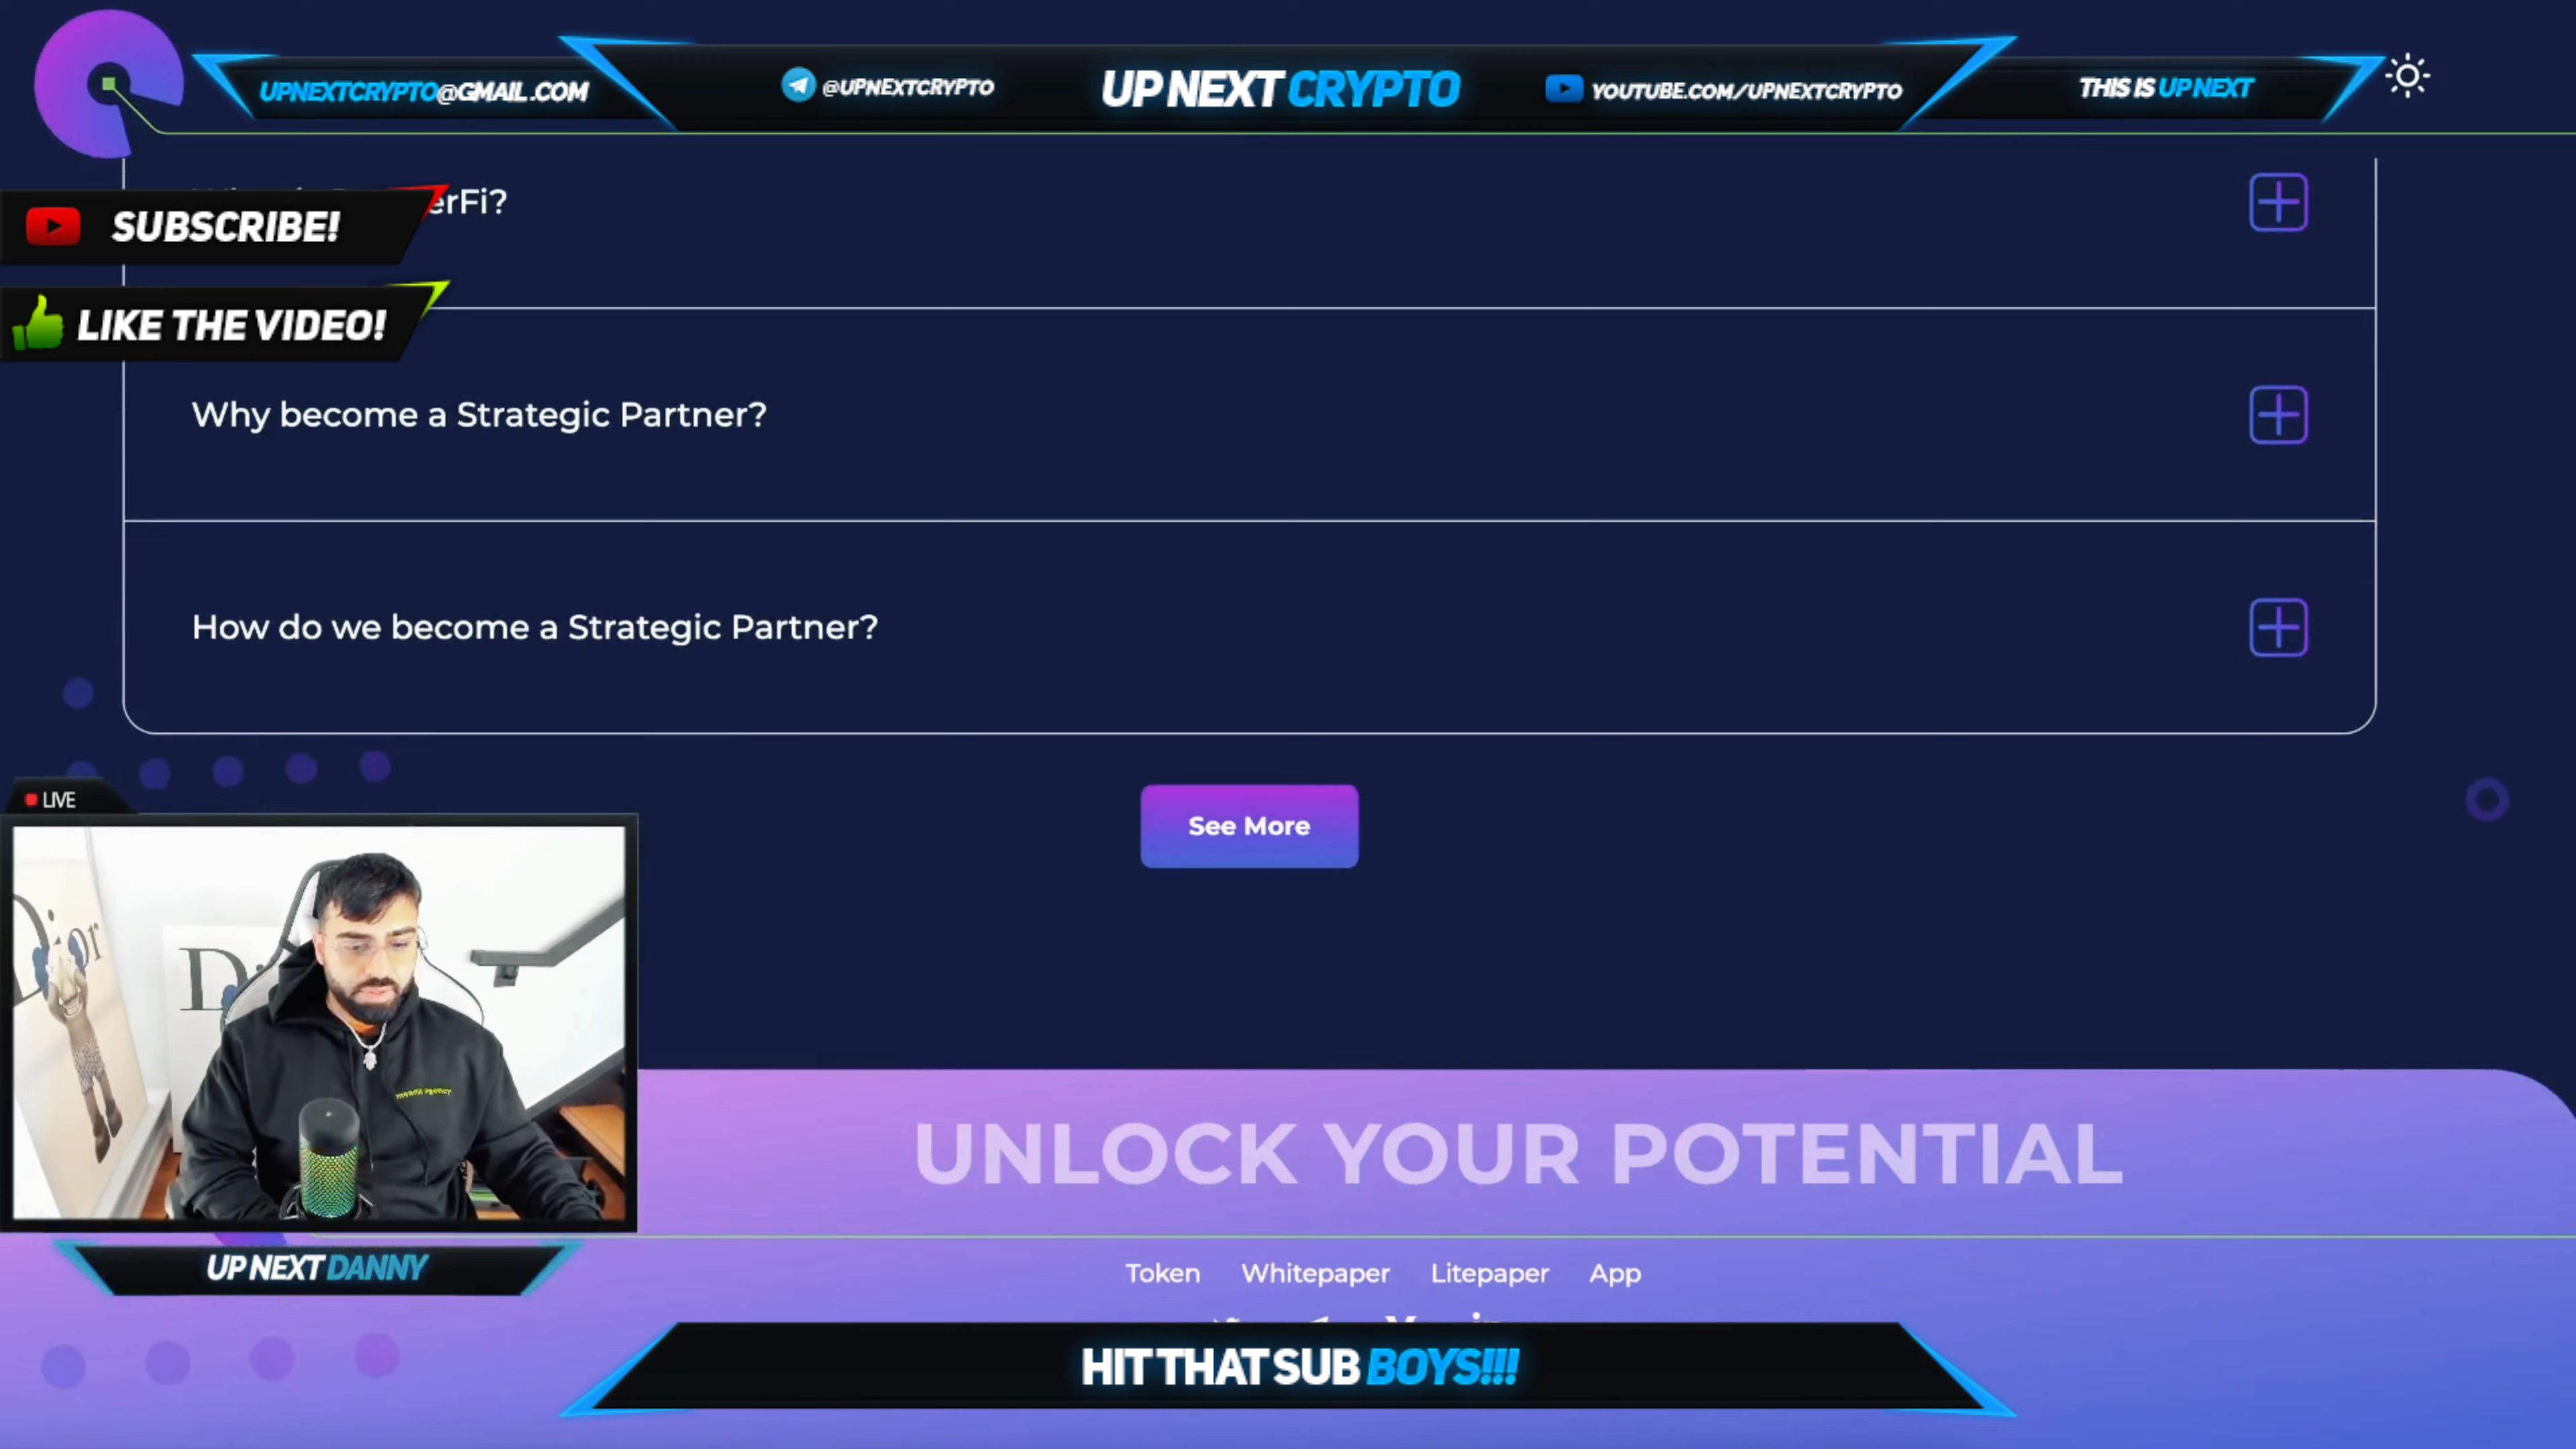 UPNEXTCRYPTO@GMAIL.COM
@UPNEXTCRYPTO
UP NEXT CRYPTO
YOUTUBE.COM/UPNEXTCRYPTO
THIS IS UP NEXT
erFi?
SUBSCRIBE!
LIKE THE VIDEO!
Why become a Strategic Partner?
How do we become a Strategic Partner?
See More
LIVE
Dior
UNLOCK YOUR POTENTIAL
UP NEXT DANNY
Token Whitepaper Litepaper App
HIT THAT SUB BOYS!!!